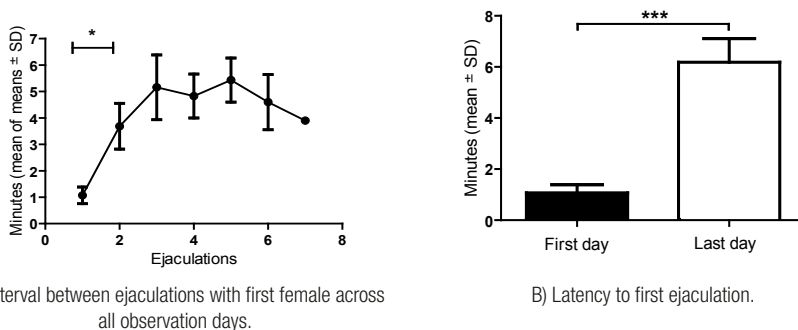 *
Minutes (mean of means ± SD)
7
6
5
4
3
2
1
0
0 2 4 6 8
Ejaculations
terval between ejaculations with first female across
all observation days.
***
Minutes (mean ± SD)
8
6
4
2
0
First day Last day
B) Latency to first ejaculation.